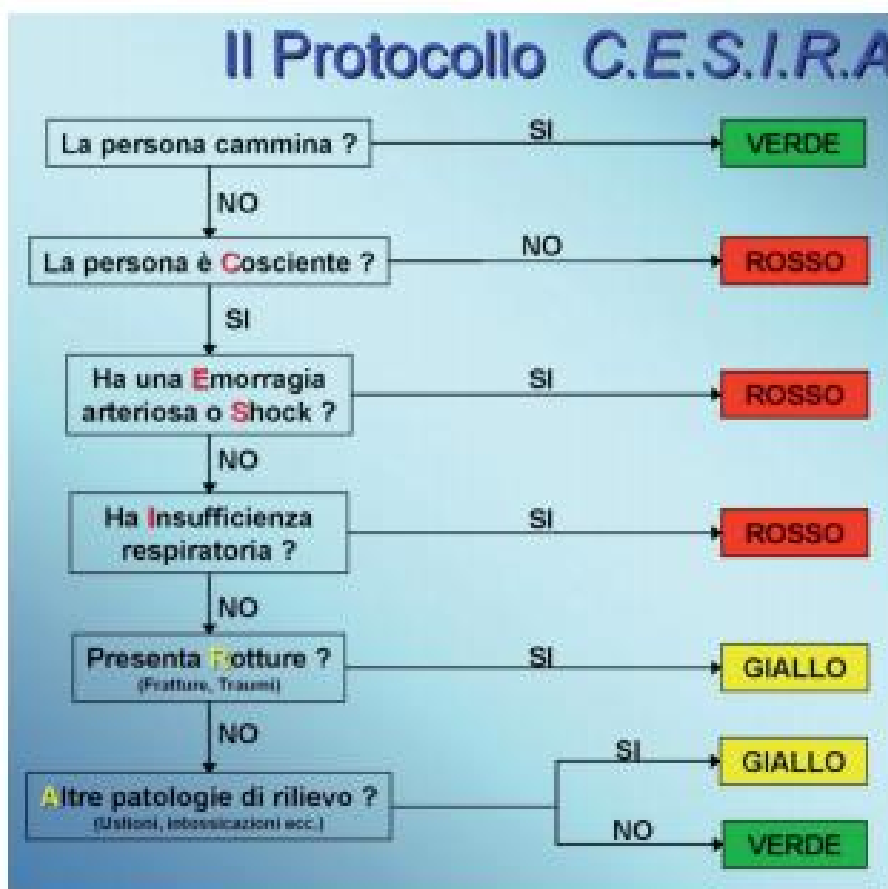 Il Protocollo C.E.S.I.R.A
La persona cammina ?
SI
VERDE
NO
La persona è Cosciente ?
NO
ROSSO
SI
Ha una Emorragia
arteriosa o Shock ?
SI
ROSSO
NO
Ha Insufficienza
respiratoria ?
SI
ROSSO
NO
Presenta Rotture ?
(Fratture, Traumi)
SI
GIALLO
NO
Altre patologie di rilievo ?
(Ustioni, intossicazioni ecc.)
SI
GIALLO
NO
VERDE